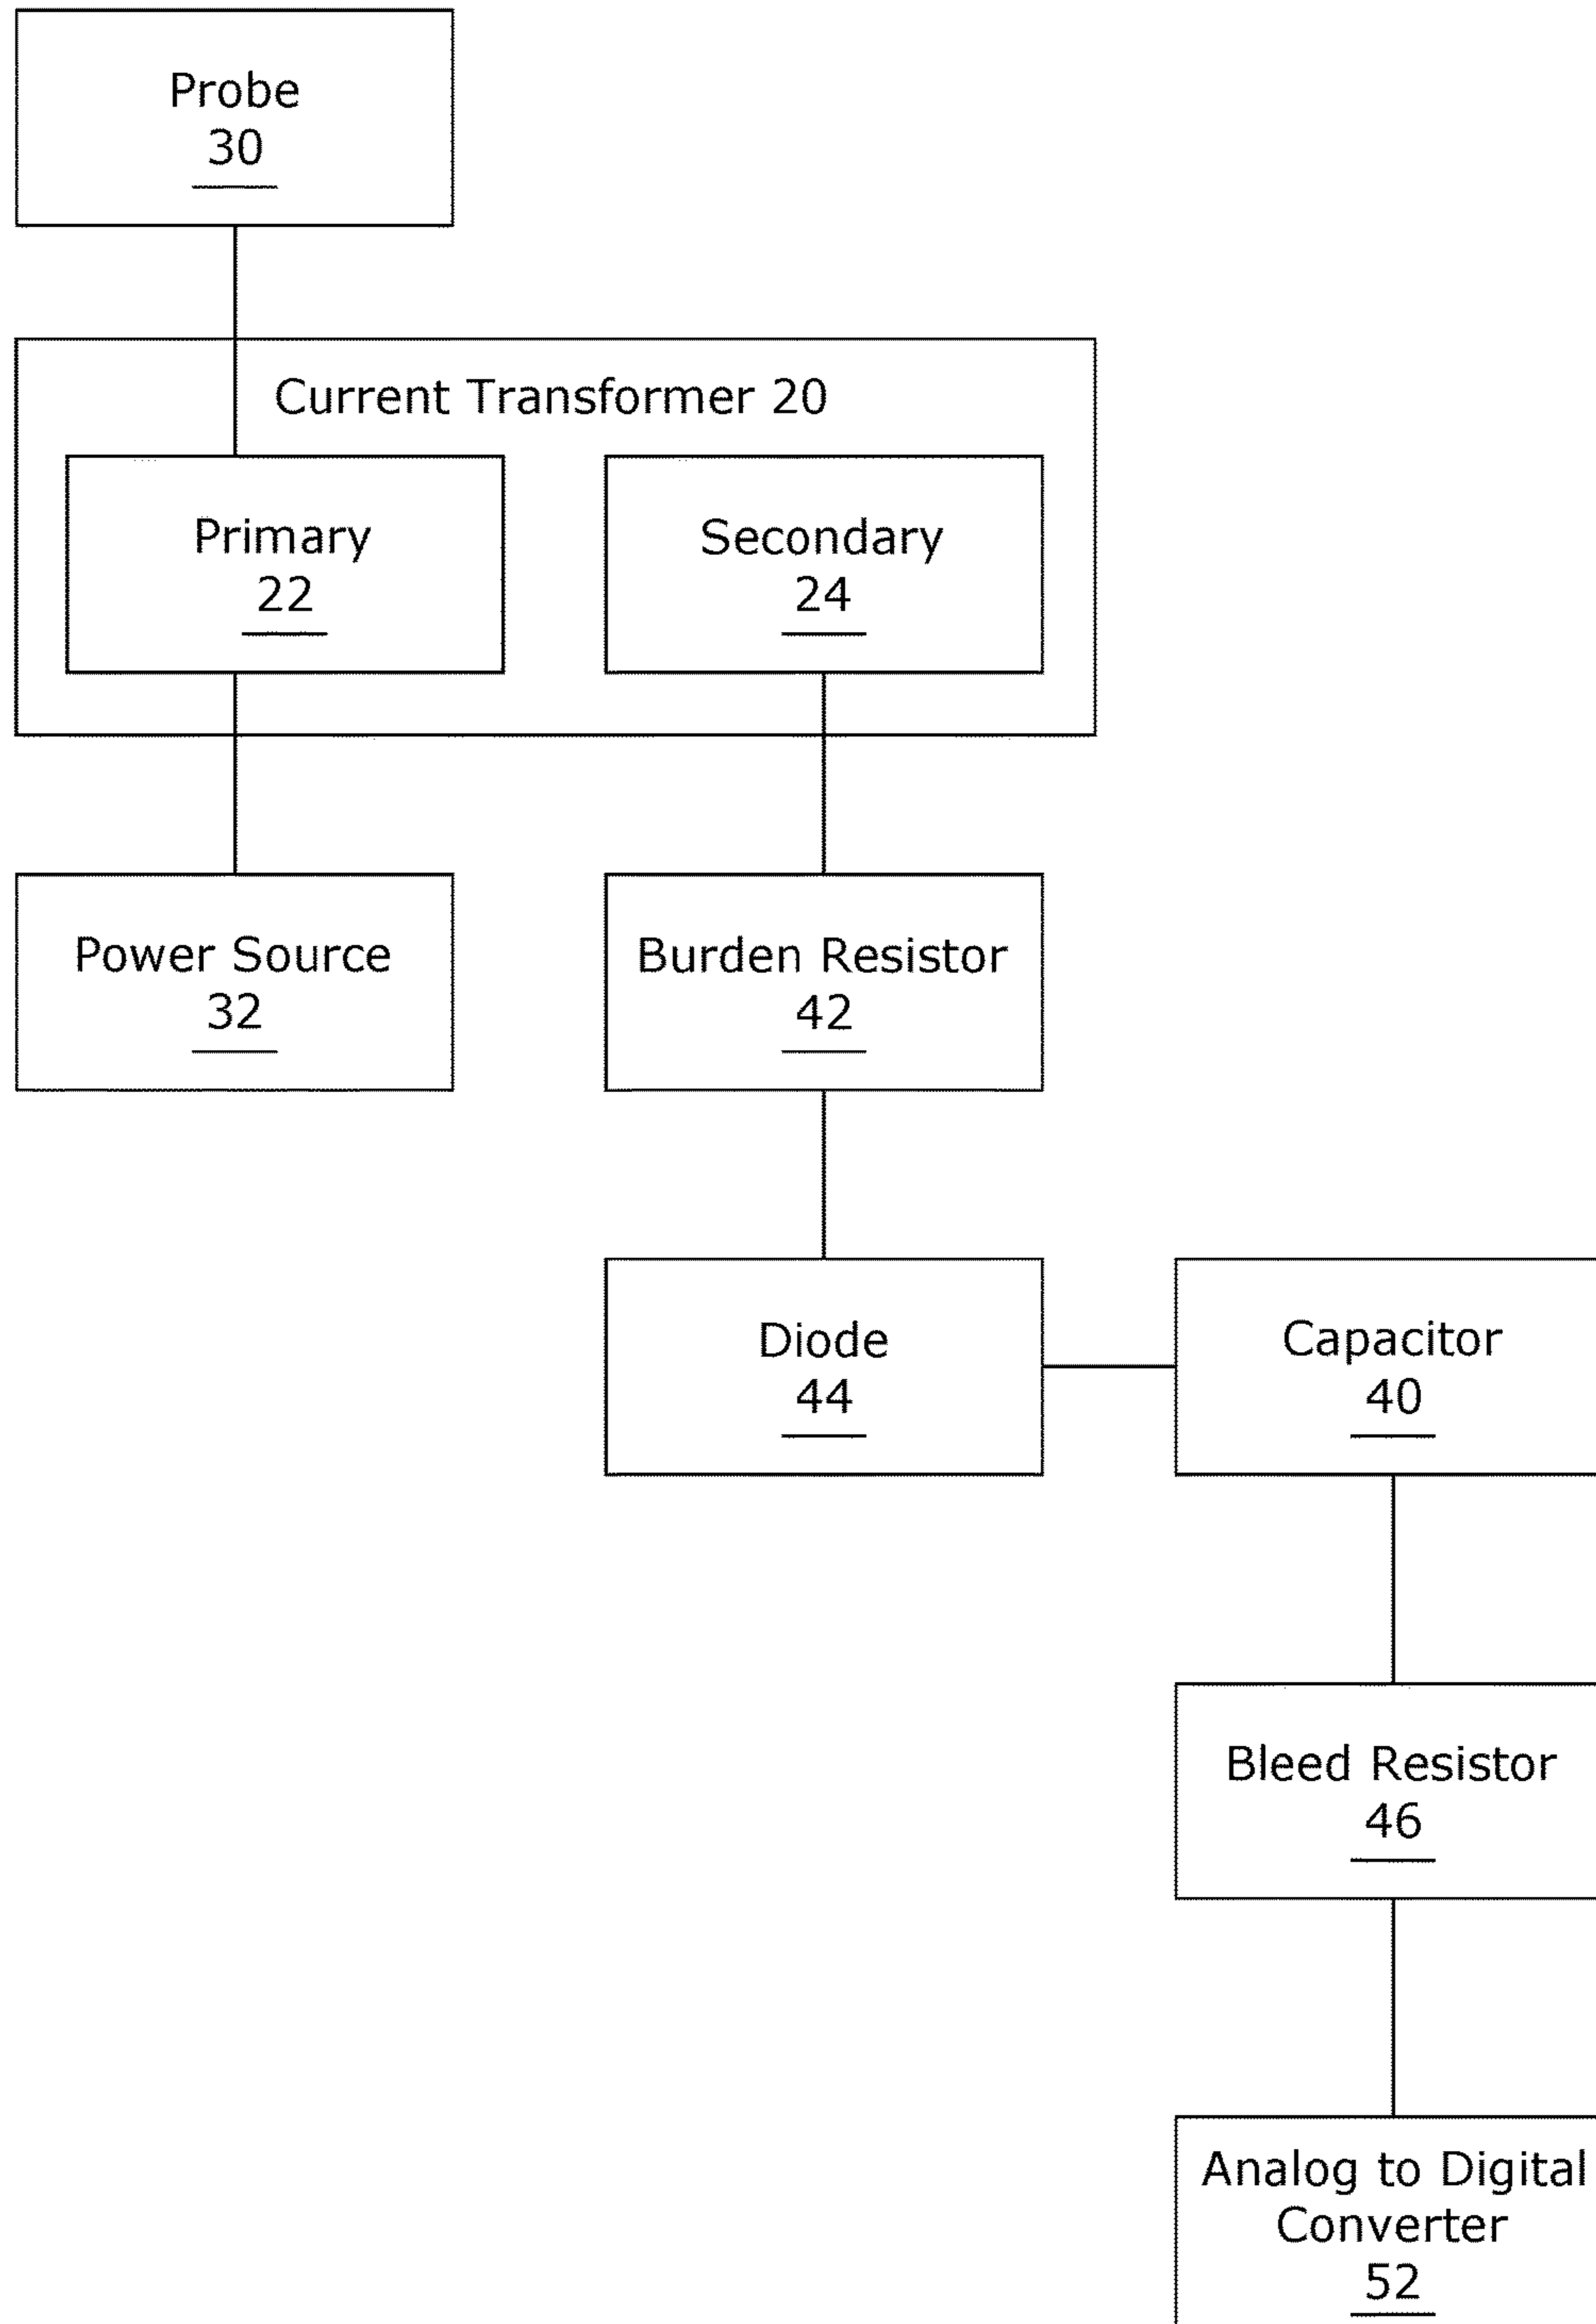 Probe
30
Current Transformer 20
Primary
22
Secondary
24
Power Source
32
Burden Resistor
42
Diode
44
Capacitor
40
Bleed Resistor
46
Analog to Digital
Converter
52